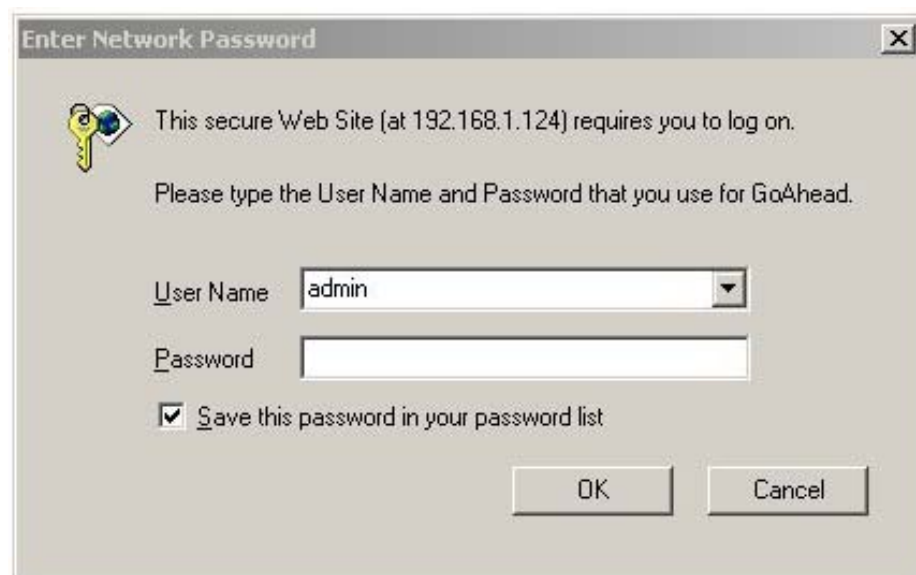 Enter Network Password
This secure Web Site (at 192.168.1.124) requires you to log on.
Please type the User Name and Password that you use for GoAhead.
User Name admin
Password
Save this password in your password list
OK Cancel